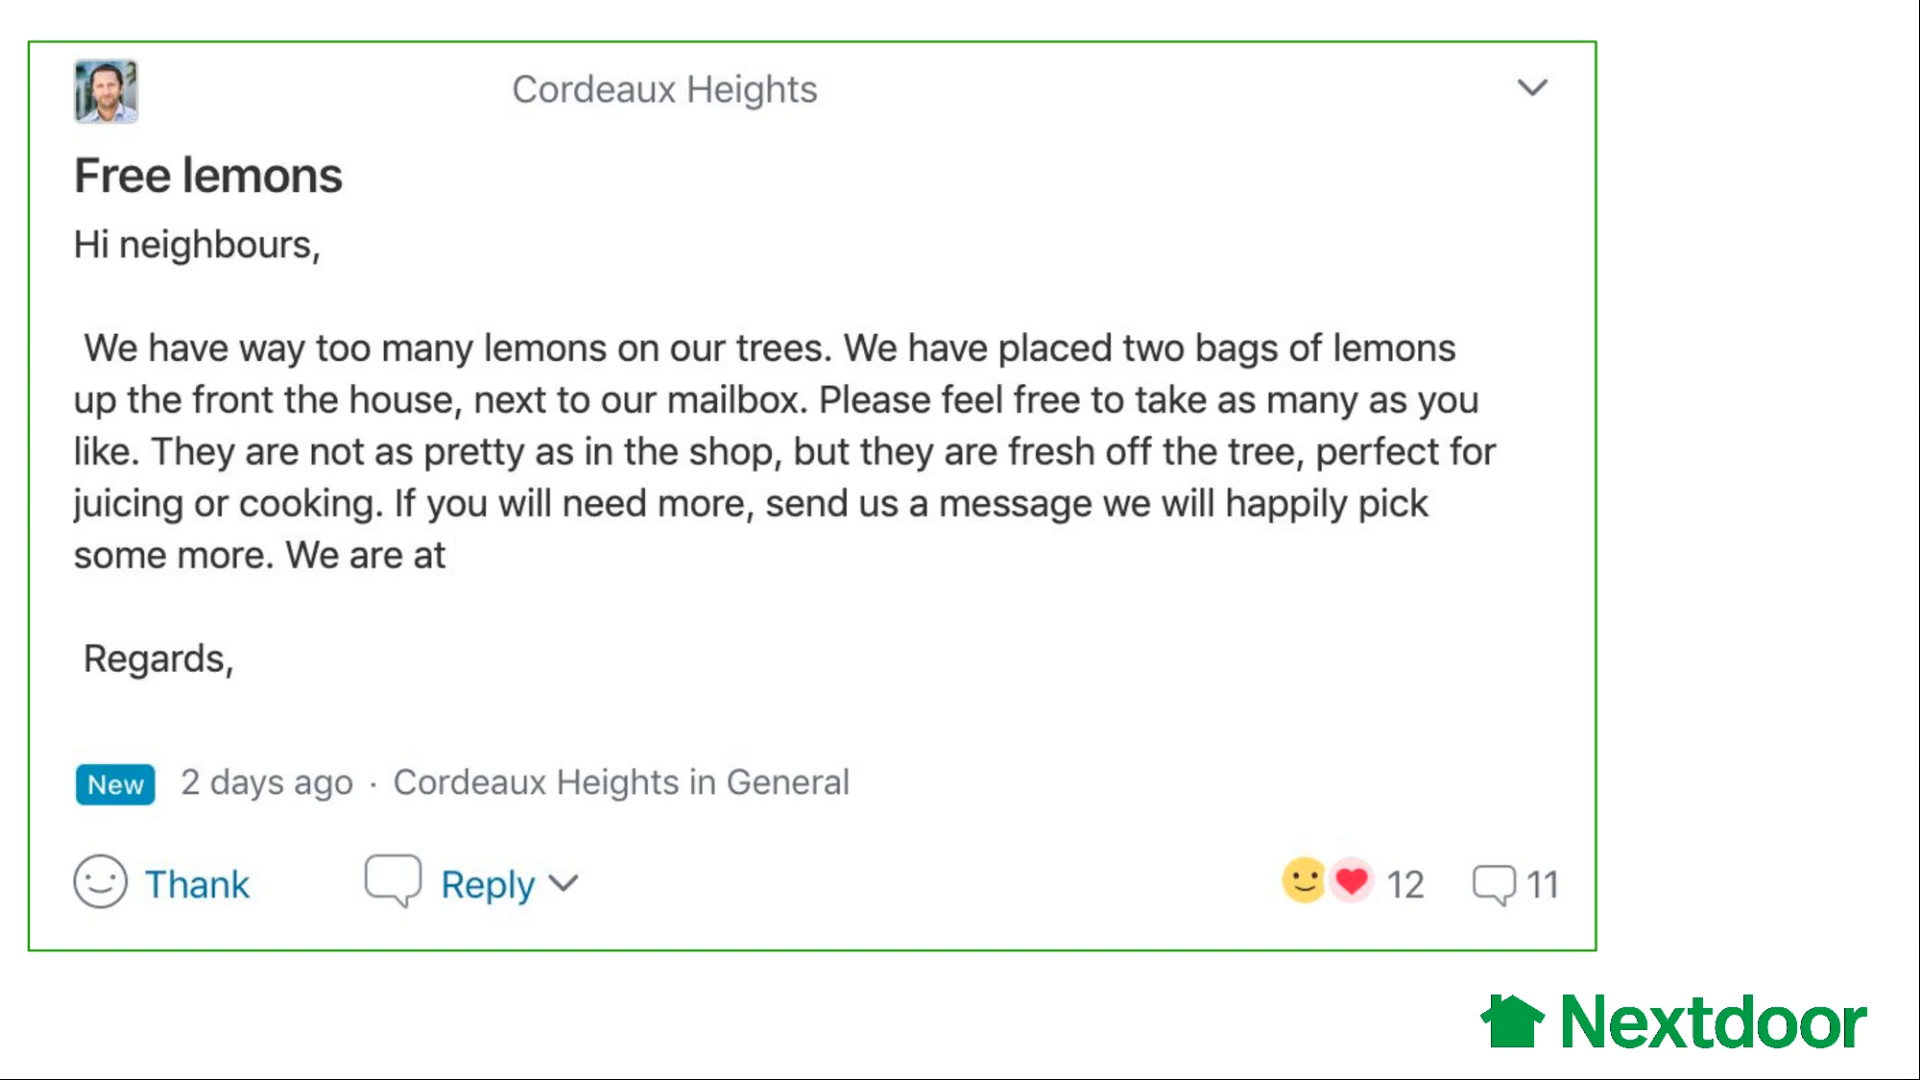 Cordeaux Heights
Free lemons
Hi neighbours,
We have way too many lemons on our trees. We have placed two bags of lemons
up the front the house, next to our mailbox. Please feel free to take as many as you
like. They are not as pretty as in the shop, but they are fresh off the tree, perfect for
juicing or cooking. If you will need more, send us a message we will happily pick
some more. We are at
Regards,
New 2 days ago · Cordeaux Heights in General
Thank Reply 12 11
Nextdoor